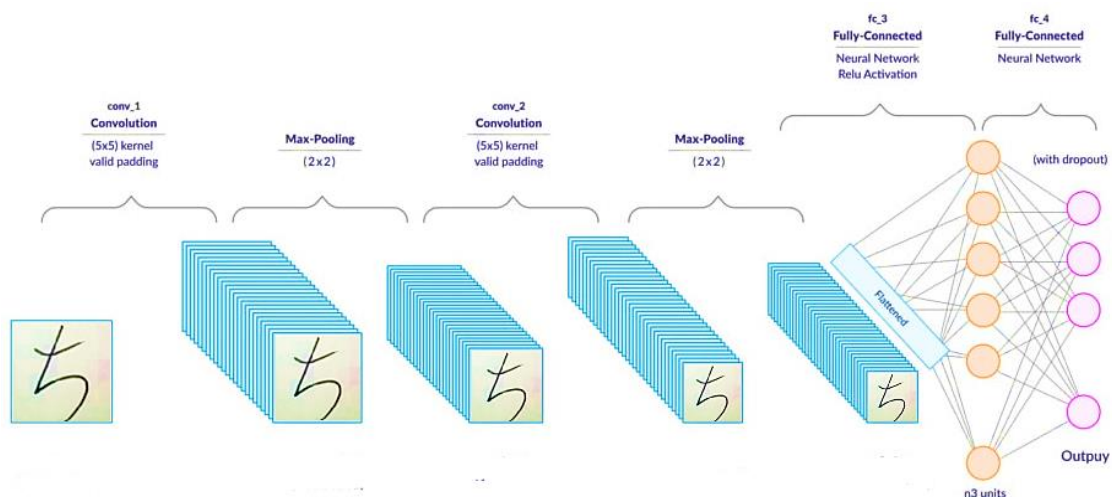 conv_1
Convolution
(5x5) kernel
valid padding
Max-Pooling
(2x2)
conv_2
Convolution
(5x5) kernel
valid padding
Max-Pooling
(2x2)
fc_3
Fully-Connected
Neural Network
Relu Activation
fc_4
Fully-Connected
Neural Network
(with dropout)
ち
ち
ち
ち
ち
Flattened
Outpuy
n3 units